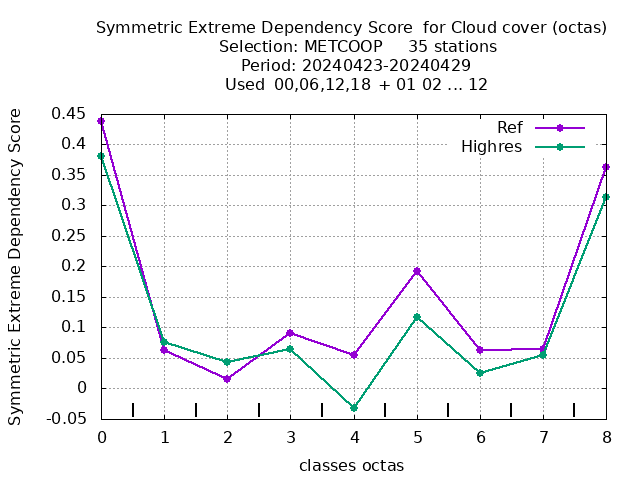 Symmetric Extreme Dependency Score for Cloud cover (octas)
Selection: METCOOP 35 stations
Period: 20240423-20240429
Used 00,06,12,18 + 01 02 ... 12
Ref
Highres
Symmetric Extreme Dependency Score
0.45
0.4
0.35
0.3
0.25
0.2
0.15
0.1
0.05
0
-0.05
0 1 2 3 4 5 6 7 8
classes octas